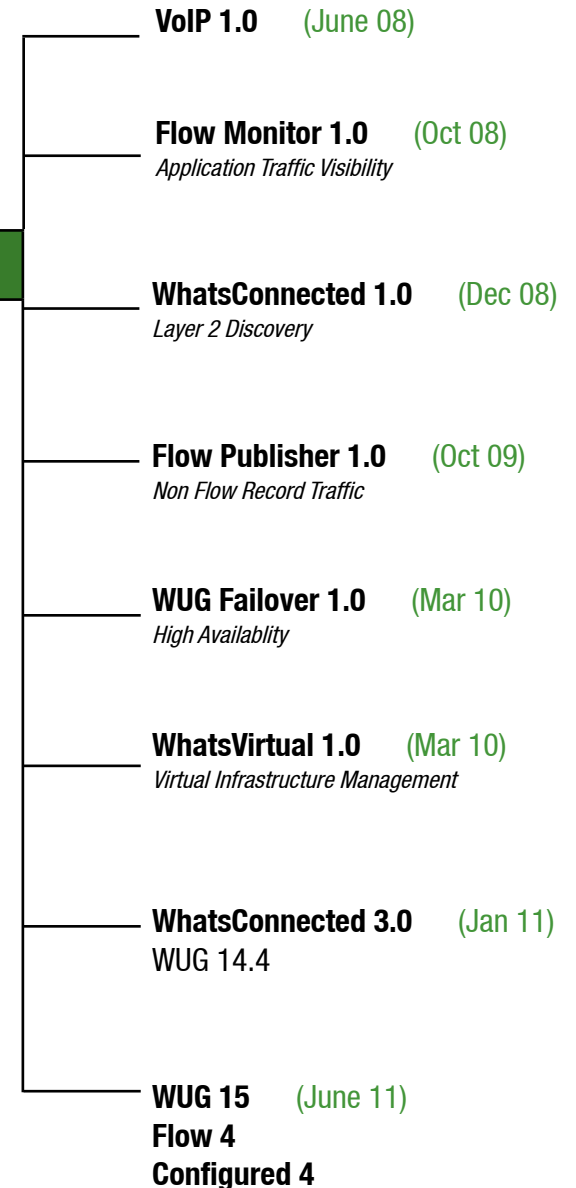 VoIP 1.0 (June 08)
Flow Monitor 1.0 (Oct 08)
Application Traffic Visibility
WhatsConnected 1.0 (Dec 08)
Layer 2 Discovery
Flow Publisher 1.0 (Oct 09)
Non Flow Record Traffic
WUG Failover 1.0 (Mar 10)
High Availablity
WhatsVirtual 1.0 (Mar 10)
Virtual Infrastructure Management
WhatsConnected 3.0 (Jan 11)
WUG 14.4
WUG 15 (June 11)
Flow 4
Configured 4